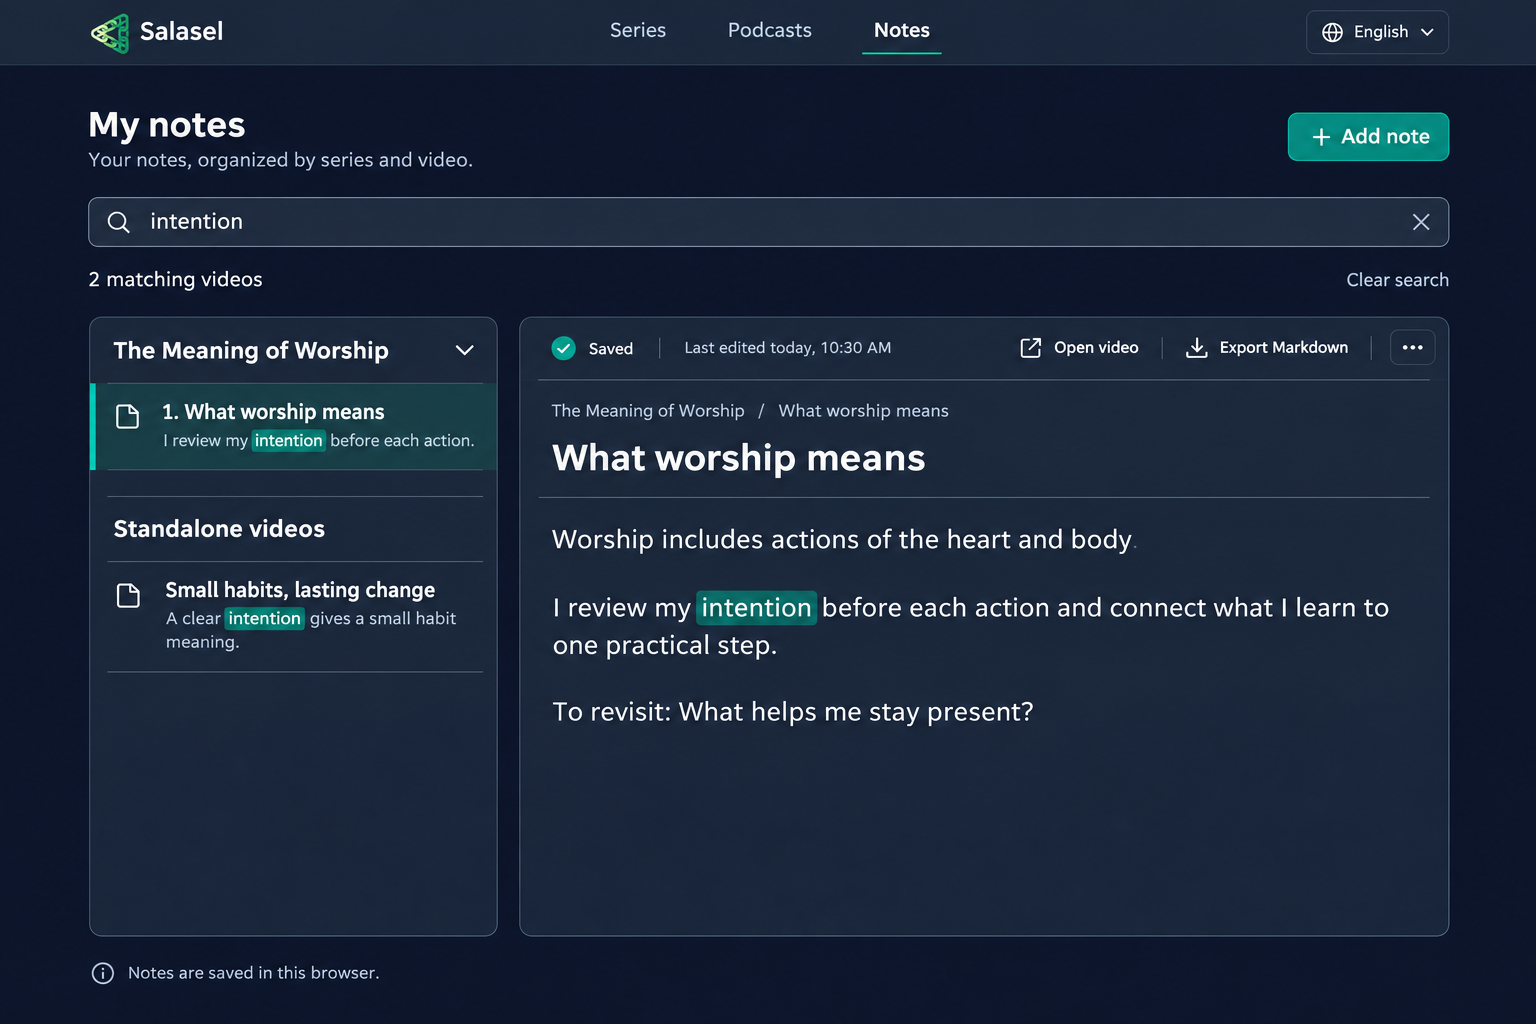 Salasel
Series
Podcasts
Notes
English
My notes
Your notes, organized by series and video.
+ Add note
intention
2 matching videos
Clear search
The Meaning of Worship
1. What worship means
I review my intention before each action.
Standalone videos
Small habits, lasting change
A clear intention gives a small habit
meaning.
Saved
Last edited today, 10:30 AM
Open video
Export Markdown
The Meaning of Worship / What worship means
What worship means
Worship includes actions of the heart and body.
I review my intention before each action and connect what I learn to
one practical step.
To revisit: What helps me stay present?
Notes are saved in this browser.